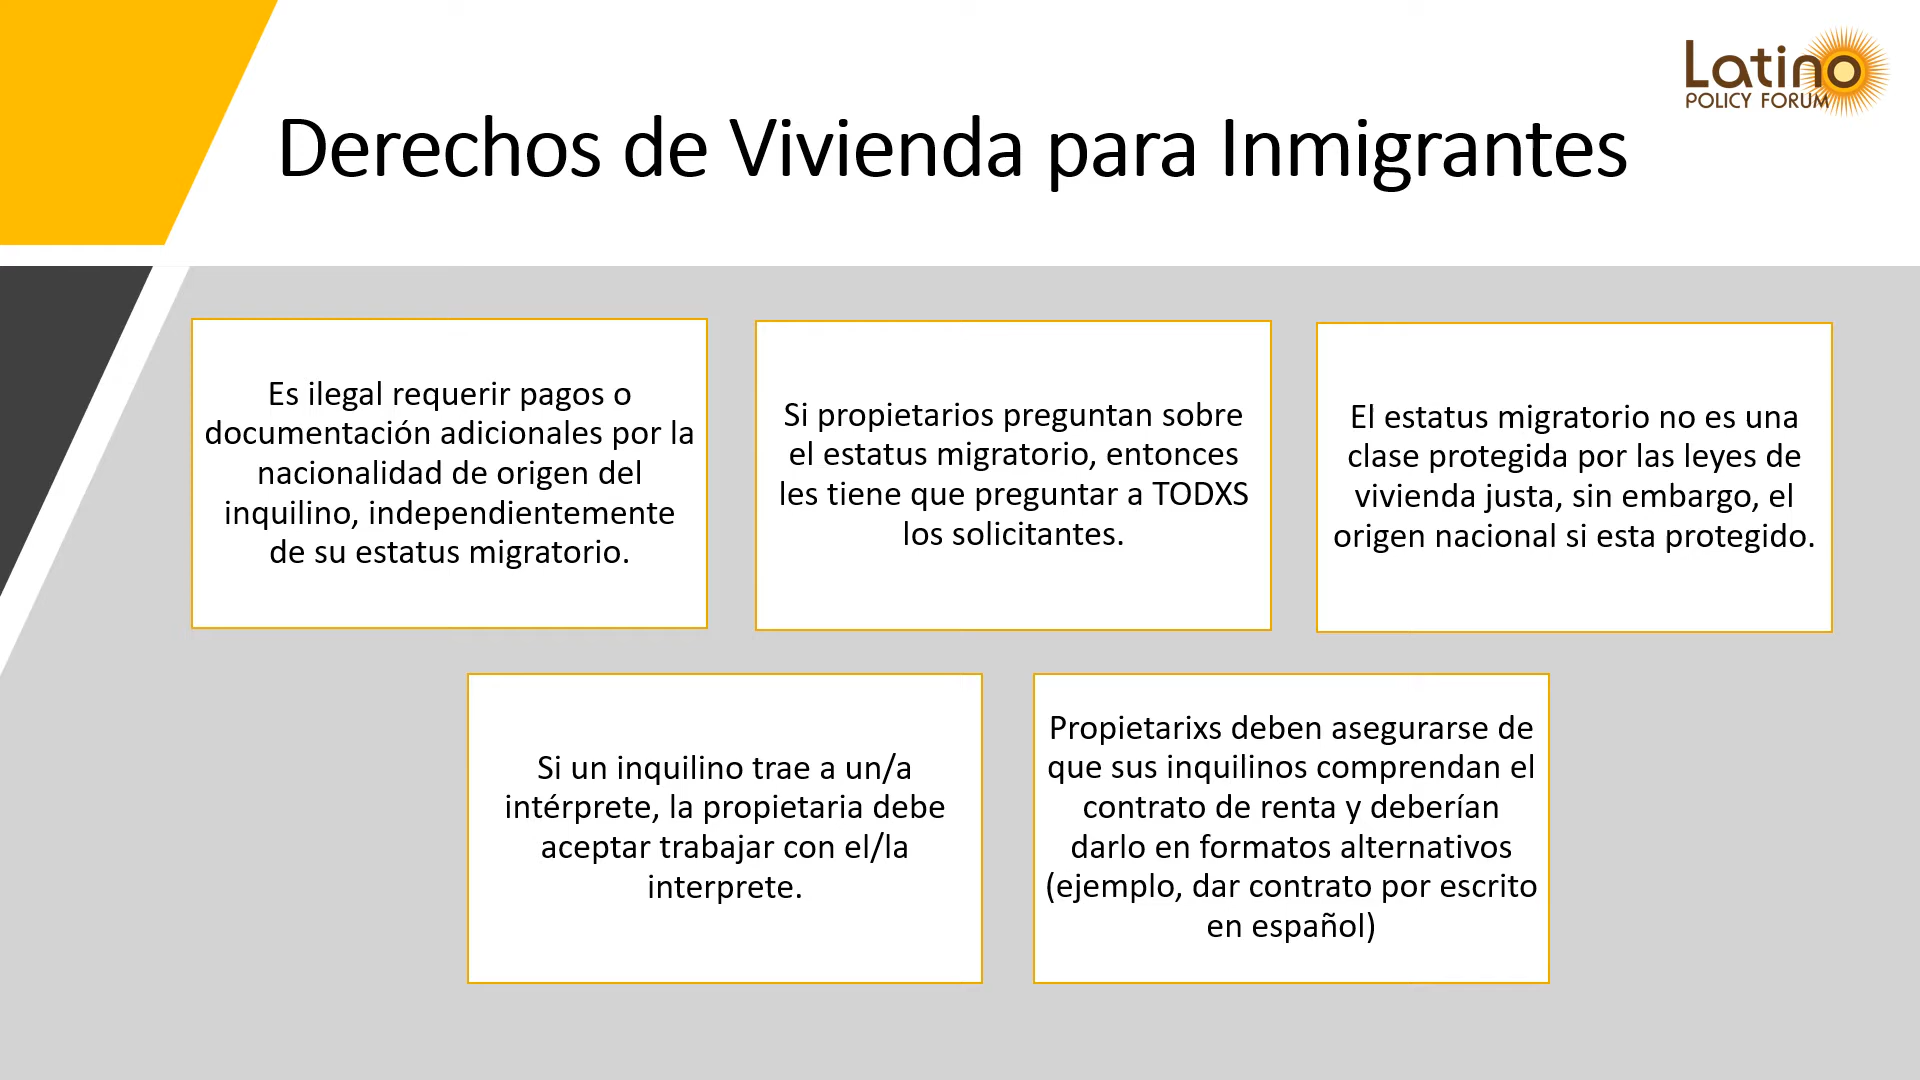 Latino
POLICY FORUM
Derechos de Vivienda para Inmigrantes
Es ilegal requerir pagos o
documentación adicionales por la
nacionalidad de origen del
inquilino, independientemente
de su estatus migratorio.
Si propietarios preguntan sobre
el estatus migratorio, entonces
les tiene que preguntar a TODXS
los solicitantes.
El estatus migratorio no es una
clase protegida por las leyes de
vivienda justa, sin embargo, el
origen nacional si esta protegido.
Si un inquilino trae a un/a
intérprete, la propietaria debe
aceptar trabajar con el/la
interprete.
Propietarixs deben asegurarse de
que sus inquilinos comprendan el
contrato de renta y deberían
darlo en formatos alternativos
(ejemplo, dar contrato por escrito
en español)